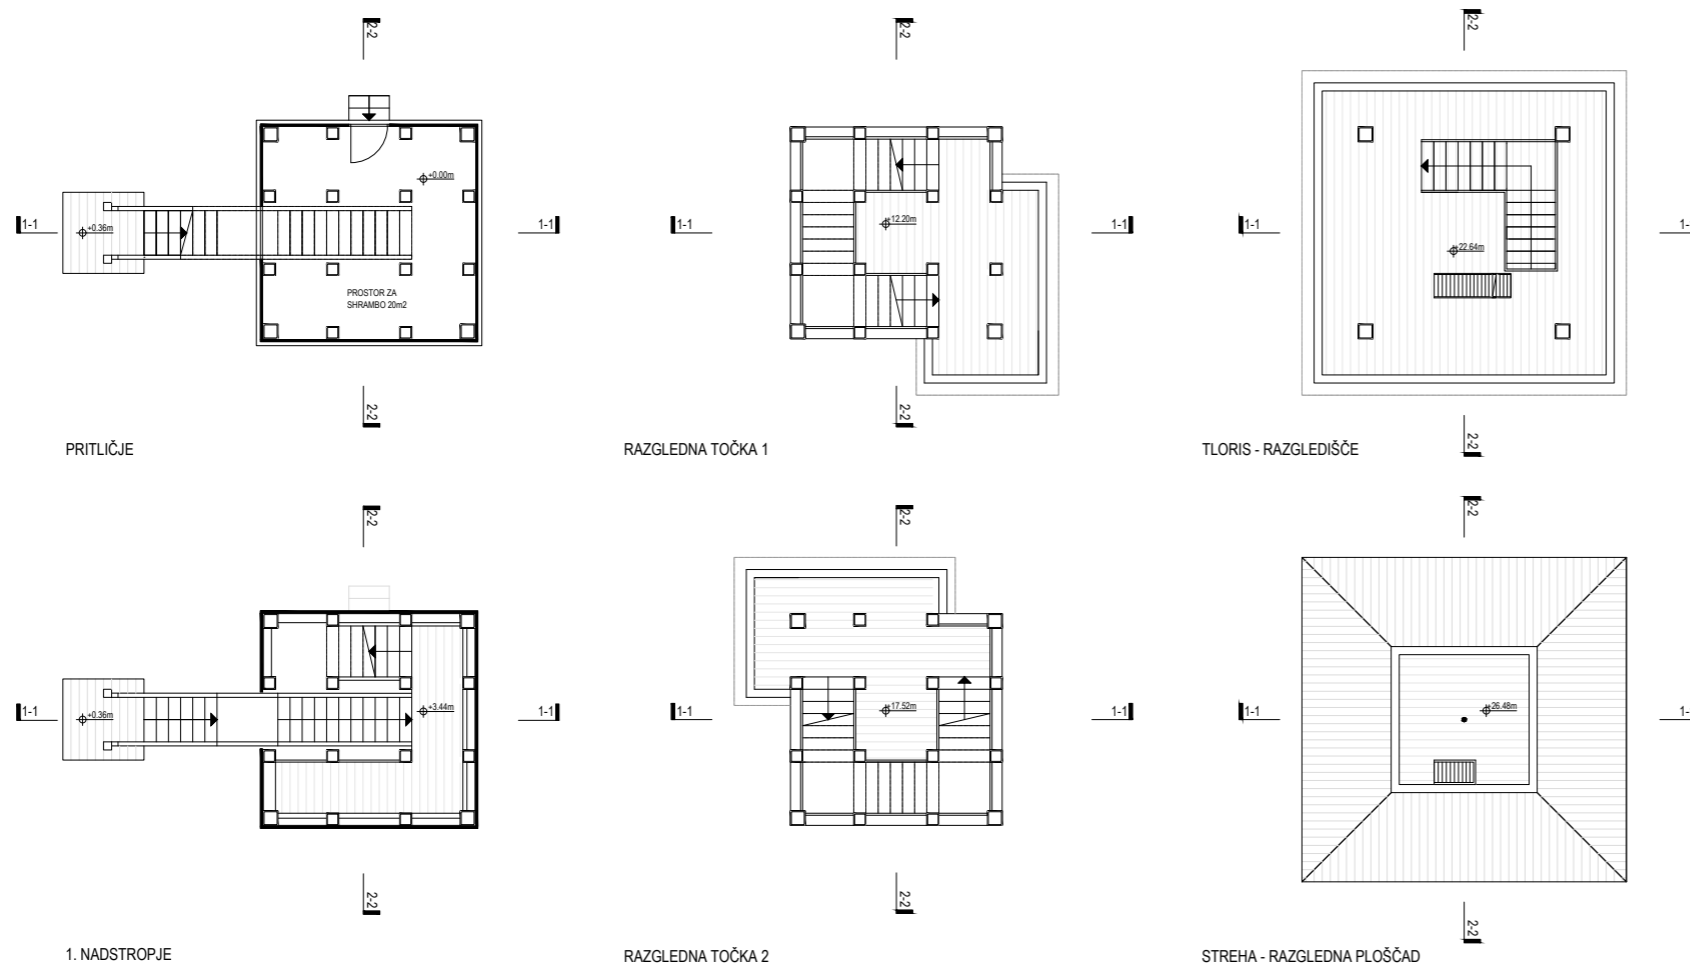 2-2
+0.00m
1-1
+0.36m
1-1
PROSTOR ZA
SHRAMBO 20m2
2-2
PRITLIČJE
2-2
1-1
+12.20m
1-1
2-2
RAZGLEDNA TOČKA 1
2-2
1-1
+22.64m
1-
2-2
TLORIS - RAZGLEDIŠČE
2-2
1-1
+0.36m
+3.44m
1-1
2-2
1. NADSTROPJE
2-2
1-1
+17.52m
1-1
2-2
RAZGLEDNA TOČKA 2
2-2
1-1
+26.48m
1-
2-2
STREHA - RAZGLEDNA PLOŠČAD